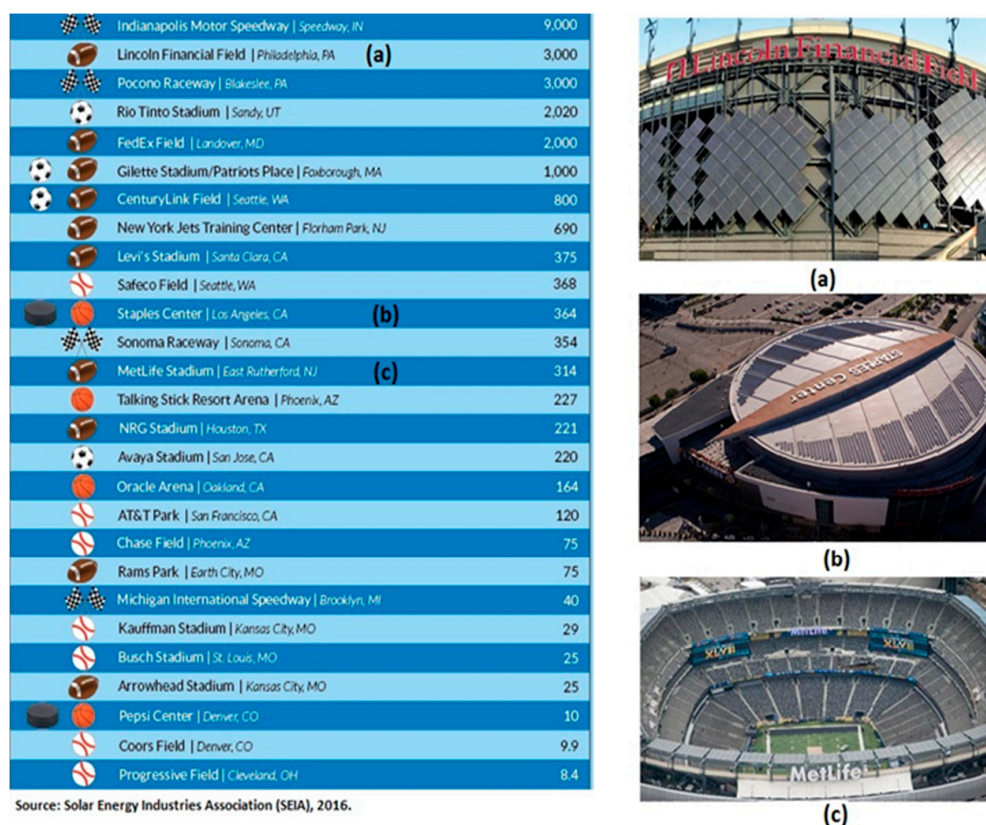 Indianapolis Motor Speedway | Speedway, IN 9,000
Lincoln Financial Field | Philadelphia, PA (a) 3,000
Pocono Raceway | Blakeslee, PA 3,000
Rio Tinto Stadium | Sandy, UT 2,020
FedEx Field | Landover, MD 2,000
Gilette Stadium/Patriots Place | Foxborough, MA 1,000
CenturyLink Field | Seattle, WA 800
New York Jets Training Center | Florham Park, NJ 690
Levi's Stadium | Santa Clara, CA 375
Safeco Field | Seattle, WA 368
Staples Center | Los Angeles, CA (b) 364
Sonoma Raceway | Sonoma, CA 354
MetLife Stadium | East Rutherford, NJ (c) 314
Talking Stick Resort Arena | Phoenix, AZ 227
NRG Stadium | Houston, TX 221
Avaya Stadium | San Jose, CA 220
Oracle Arena | Oakland, CA 164
AT&T Park | San Francisco, CA 120
Chase Field | Phoenix, AZ 75
Rams Park | Earth City, MO 75
Michigan International Speedway | Brooklyn, MI 40
Kauffman Stadium | Kansas City, MO 29
Busch Stadium | St. Louis, MO 25
Arrowhead Stadium | Kansas City, MO 25
Pepsi Center | Denver, CO 10
Coors Field | Denver, CO 9.9
Progressive Field | Cleveland, OH 8.4
Source: Solar Energy Industries Association (SEIA), 2016.
Lincoln Financial Field
(a)
STAPLES Center
(b)
MetLife
XLVII
XLVII
MetLife
(c)